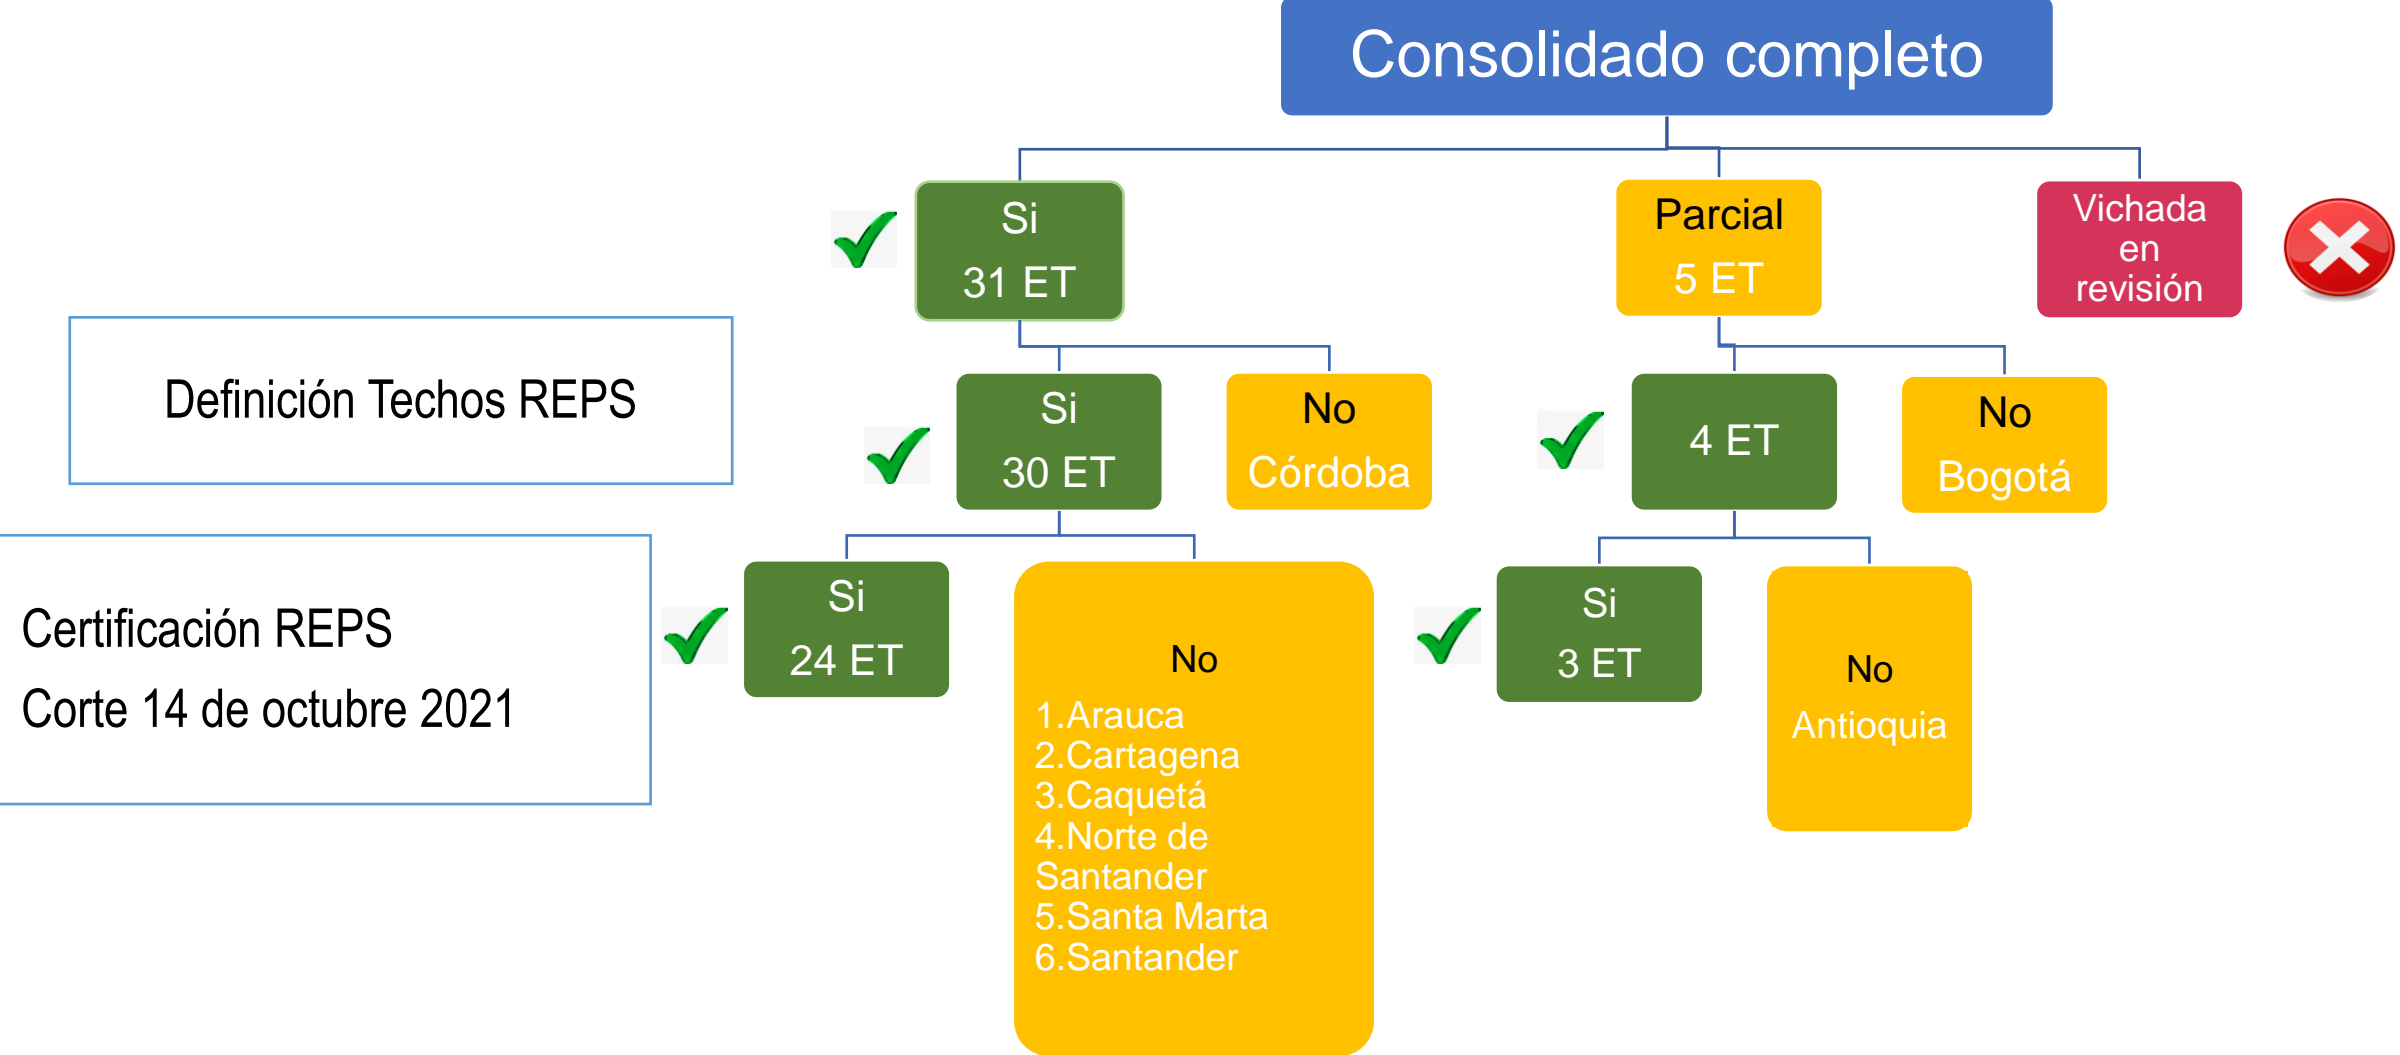 Consolidado completo
Si
31 ET
Parcial
5 ET
Vichada
en
revisión
Definición Techos REPS
Si
30 ET
No
Córdoba
4 ET
No
Bogotá
Certificación REPS
Corte 14 de octubre 2021
Si
24 ET
No
1.Arauca
2.Cartagena
3.Caquetá
4.Norte de
Santander
5.Santa Marta
6.Santander
Si
3 ET
No
Antioquia